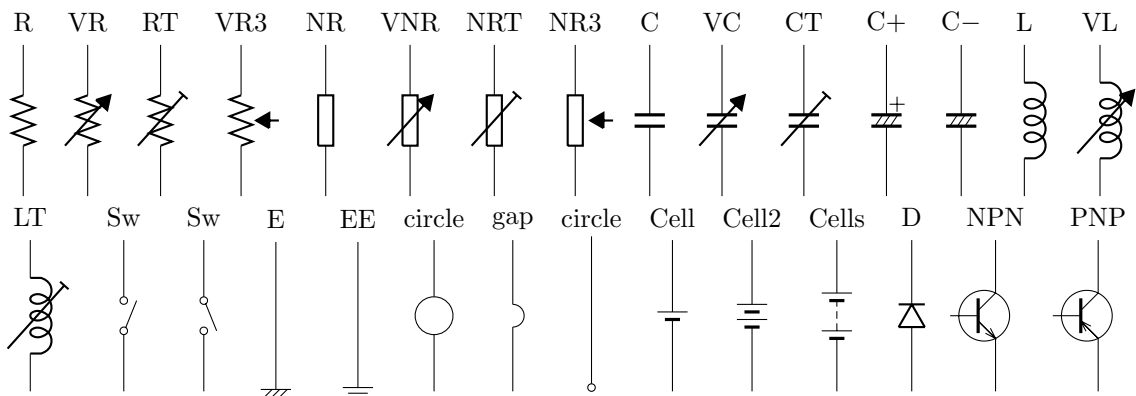 R VR RT VR3 NR VNR NRT NR3 C VC CT C+ C− L VL
+
LT Sw Sw E EE circle gap circle Cell Cell2 Cells D NPN PNP